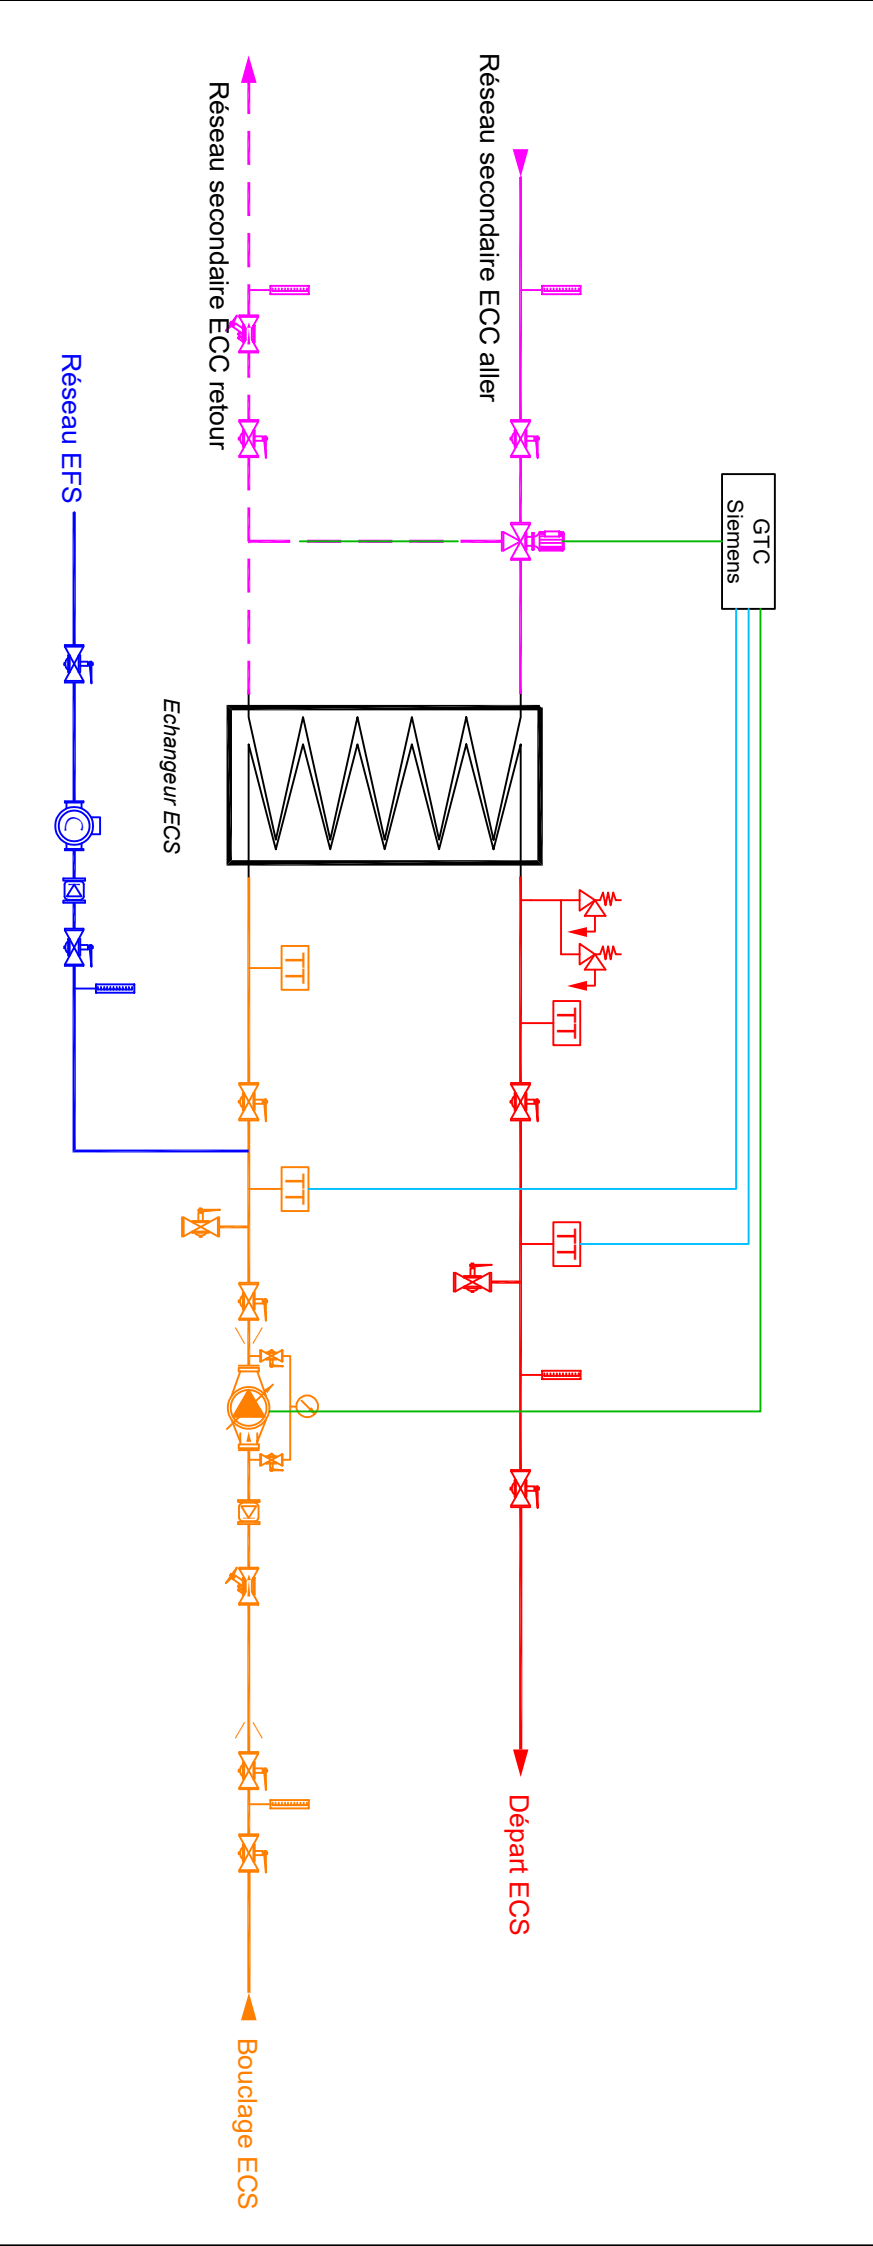 GTC
Siemens
Réseau secondaire ECC aller
Réseau secondaire ECC retour
Réseau EFS
Echangeur ECS
C
TT
TT
TT
TT
Départ ECS
Bouclage ECS